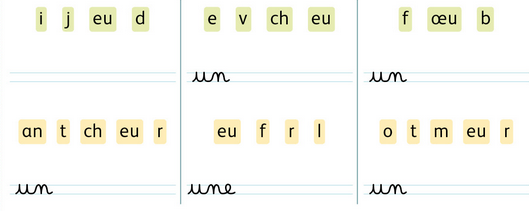 i j eu d
e v ch eu
f œu b
un
un
an t ch eu r
eu f r l
o t m eu r
un
une
un